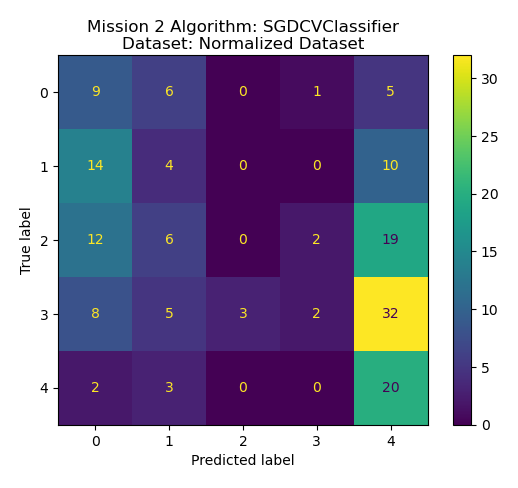 Mission 2 Algorithm: SGDCVClassifier
Dataset: Normalized Dataset
True label
0 9 6 0 1 5
1 14 4 0 0 10
2 12 6 0 2 19
3 8 5 3 2 32
4 2 3 0 0 20
0 1 2 3 4
Predicted label
30
25
20
15
10
5
0